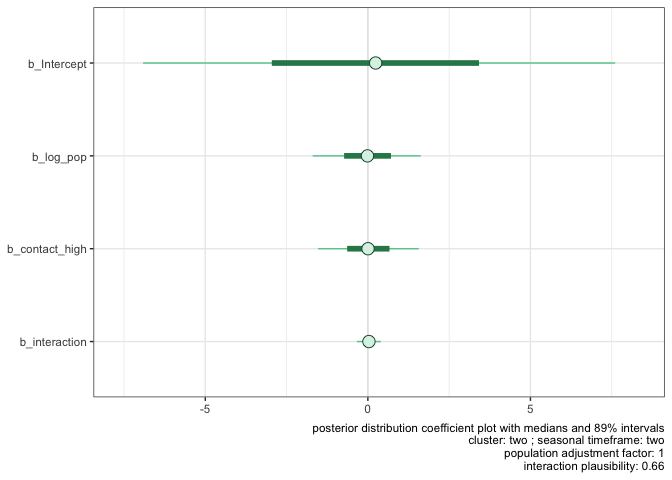 b_Intercept
b_log_pop
b_contact_high
b_interaction
-5 0 5
posterior distribution coefficient plot with medians and 89% intervals
cluster: two ; seasonal timeframe: two
population adjustment factor: 1
interaction plausibility: 0.66